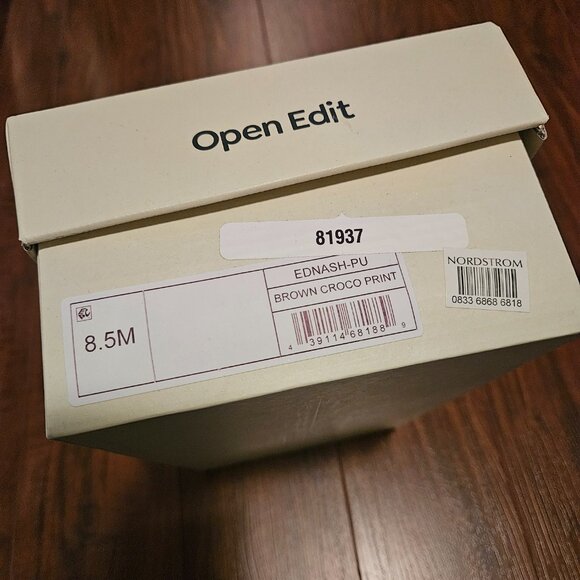 Open Edit
81937
EDNASH-PU
NORDSTROM
BROWN CROCO PRINT
8.5M
4 39114 68188 9
0833 6868 6818